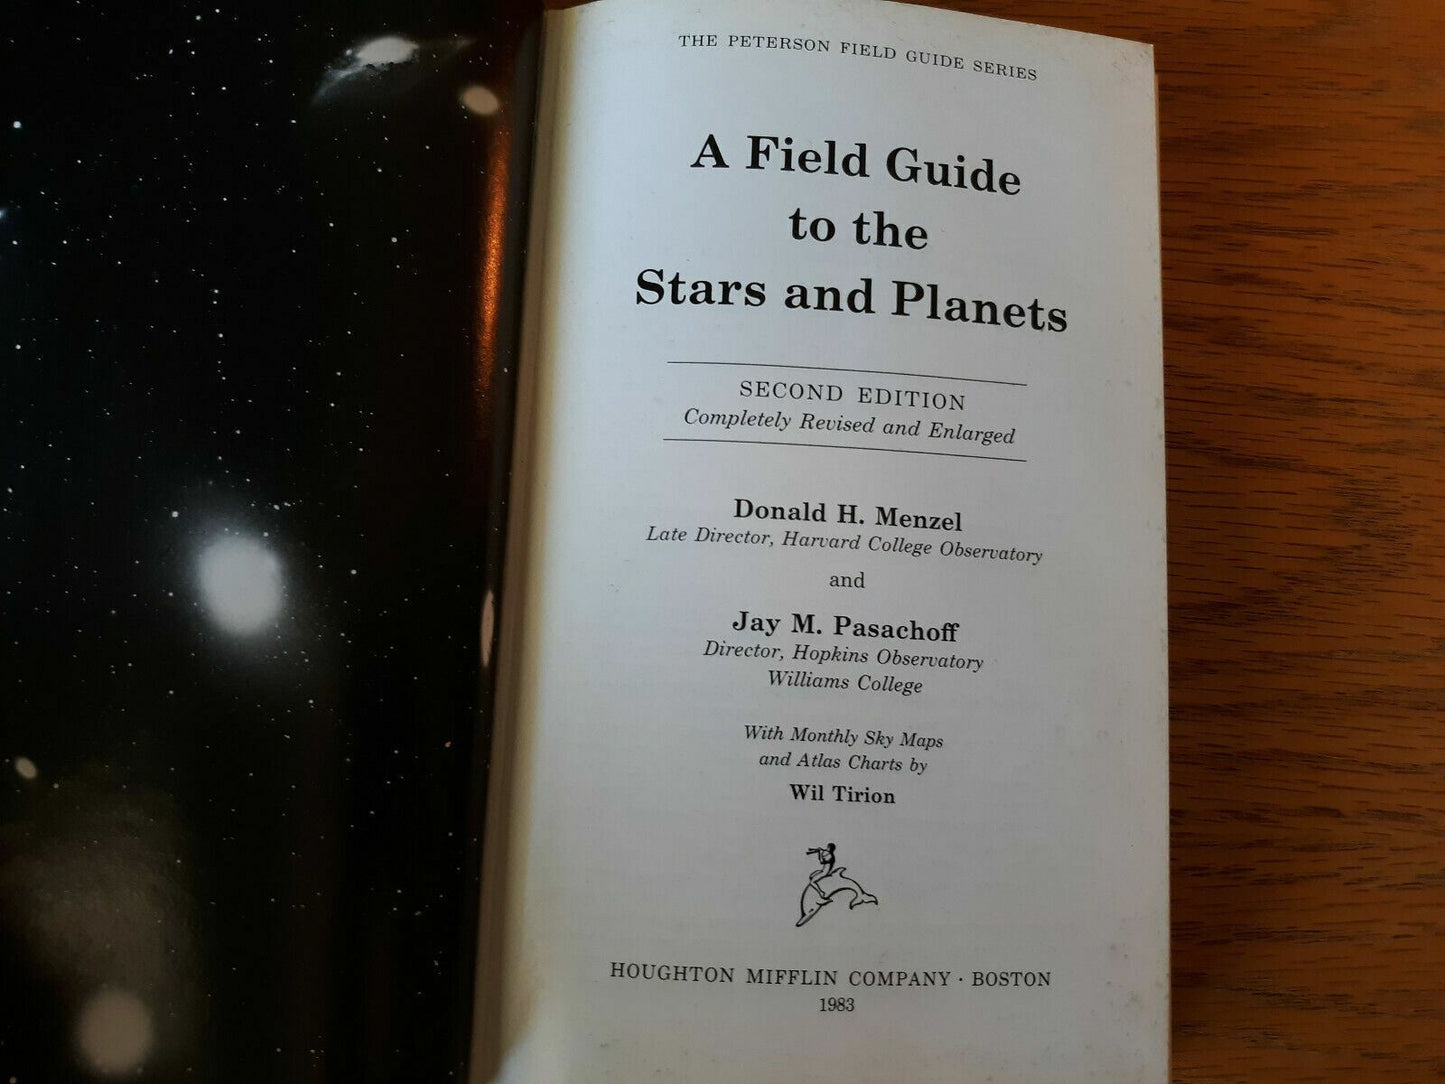 THE PETERSON FIELD GUIDE SERIES
A Field Guide
to the
Stars and Planets
SECOND EDITION
Completely Revised and Enlarged
Donald H. Menzel
Late Director, Harvard College Observatory
and
Jay M. Pasachoff
Director, Hopkins Observatory
Williams College
With Monthly Sky Maps
and Atlas Charts by
Wil Tirion
HOUGHTON MIFFLIN COMPANY · BOSTON
1983